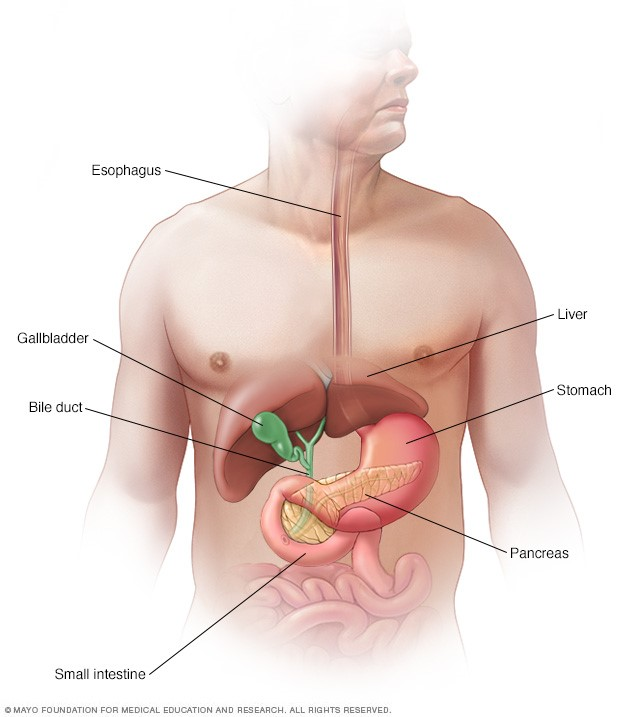 Esophagus
Liver
Gallbladder
Stomach
Bile duct
Pancreas
Small intestine
© MAYO FOUNDATION FOR MEDICAL EDUCATION AND RESEARCH. ALL RIGHTS RESERVED.